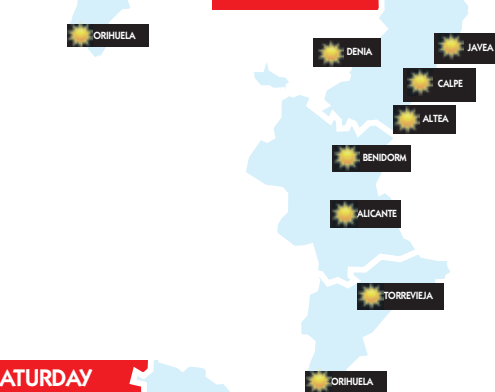 ORIHUELA
DENIA
JAVEA
CALPE
ALTEA
BENIDORM
ALICANTE
TORREVIEJA
ATURDAY
ORIHUELA